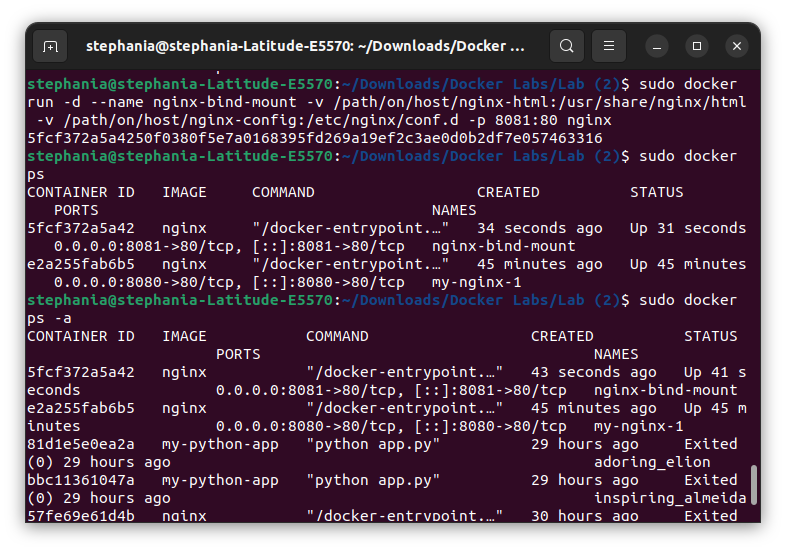 stephania@stephania-Latitude-E5570: ~/Downloads/Docker ...
stephania@stephania-Latitude-E5570:~/Downloads/Docker Labs/Lab (2)$ sudo docker
run -d --name nginx-bind-mount -v /path/on/host/nginx-html:/usr/share/nginx/html
 -v /path/on/host/nginx-config:/etc/nginx/conf.d -p 8081:80 nginx
5fcf372a5a4250f0380f5e7a0168395fd269a19ef2c3ae0d0b2df7e057463316
stephania@stephania-Latitude-E5570:~/Downloads/Docker Labs/Lab (2)$ sudo docker
ps
CONTAINER ID   IMAGE     COMMAND                  CREATED          STATUS
   PORTS                                     NAMES
5fcf372a5a42   nginx     "/docker-entrypoint.…"   34 seconds ago   Up 31 seconds
   0.0.0.0:8081->80/tcp, [::]:8081->80/tcp   nginx-bind-mount
e2a255fab6b5   nginx     "/docker-entrypoint.…"   45 minutes ago   Up 45 minutes
   0.0.0.0:8080->80/tcp, [::]:8080->80/tcp   my-nginx-1
stephania@stephania-Latitude-E5570:~/Downloads/Docker Labs/Lab (2)$ sudo docker
ps -a
CONTAINER ID   IMAGE           COMMAND                  CREATED          STATUS
                     PORTS                                     NAMES
5fcf372a5a42   nginx           "/docker-entrypoint.…"   43 seconds ago   Up 41 s
econds               0.0.0.0:8081->80/tcp, [::]:8081->80/tcp   nginx-bind-mount
e2a255fab6b5   nginx           "/docker-entrypoint.…"   45 minutes ago   Up 45 m
inutes               0.0.0.0:8080->80/tcp, [::]:8080->80/tcp   my-nginx-1
81d1e5e0ea2a   my-python-app   "python app.py"          29 hours ago     Exited
(0) 29 hours ago                                               adoring_elion
bbc11361047a   my-python-app   "python app.py"          29 hours ago     Exited
(0) 29 hours ago                                               inspiring_almeida
57fe69e61d4b   nginx           "/docker-entrypoint.…"   30 hours ago     Exited